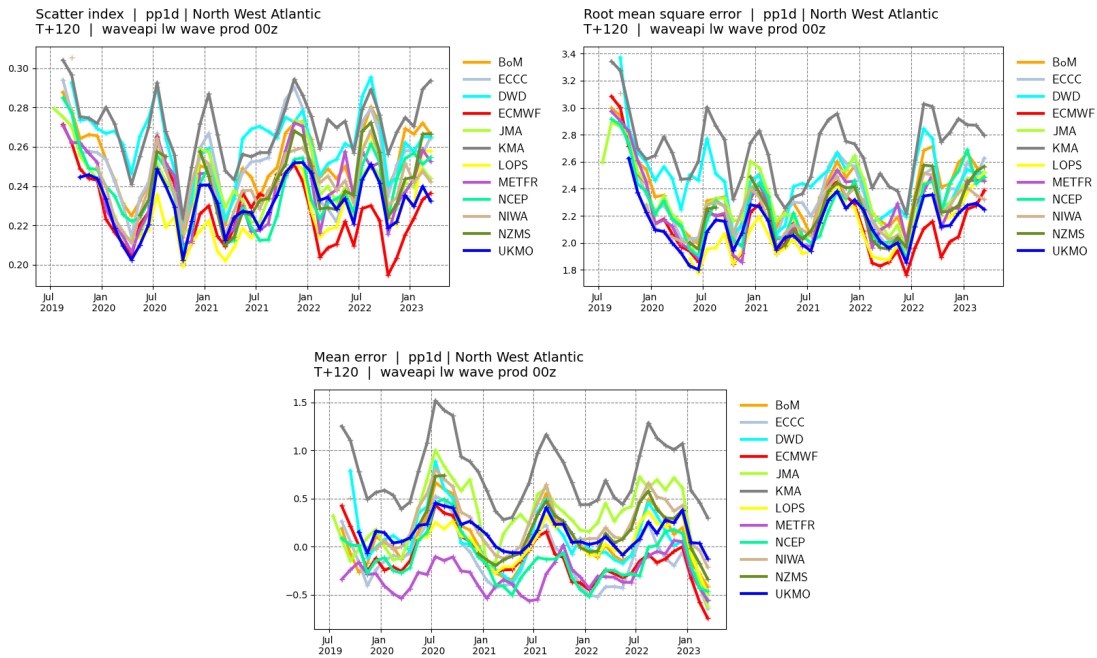 Scatter index | pp1d | North West Atlantic
T+120 | waveapi lw wave prod 00z
0.30
0.28
0.26
0.24
0.22
0.20
Jul 2019
Jan 2020
Jul 2020
Jan 2021
Jul 2021
Jan 2022
Jul 2022
Jan 2023
BoM
ECCC
DWD
ECMWF
JMA
KMA
LOPS
METFR
NCEP
NIWA
NZMS
UKMO
Root mean square error | pp1d | North West Atlantic
T+120 | waveapi lw wave prod 00z
3.4
3.2
3.0
2.8
2.6
2.4
2.2
2.0
1.8
Jul 2019
Jan 2020
Jul 2020
Jan 2021
Jul 2021
Jan 2022
Jul 2022
Jan 2023
BoM
ECCC
DWD
ECMWF
JMA
KMA
LOPS
METFR
NCEP
NIWA
NZMS
UKMO
Mean error | pp1d | North West Atlantic
T+120 | waveapi lw wave prod 00z
1.5
1.0
0.5
0.0
−0.5
Jul 2019
Jan 2020
Jul 2020
Jan 2021
Jul 2021
Jan 2022
Jul 2022
Jan 2023
BoM
ECCC
DWD
ECMWF
JMA
KMA
LOPS
METFR
NCEP
NIWA
NZMS
UKMO